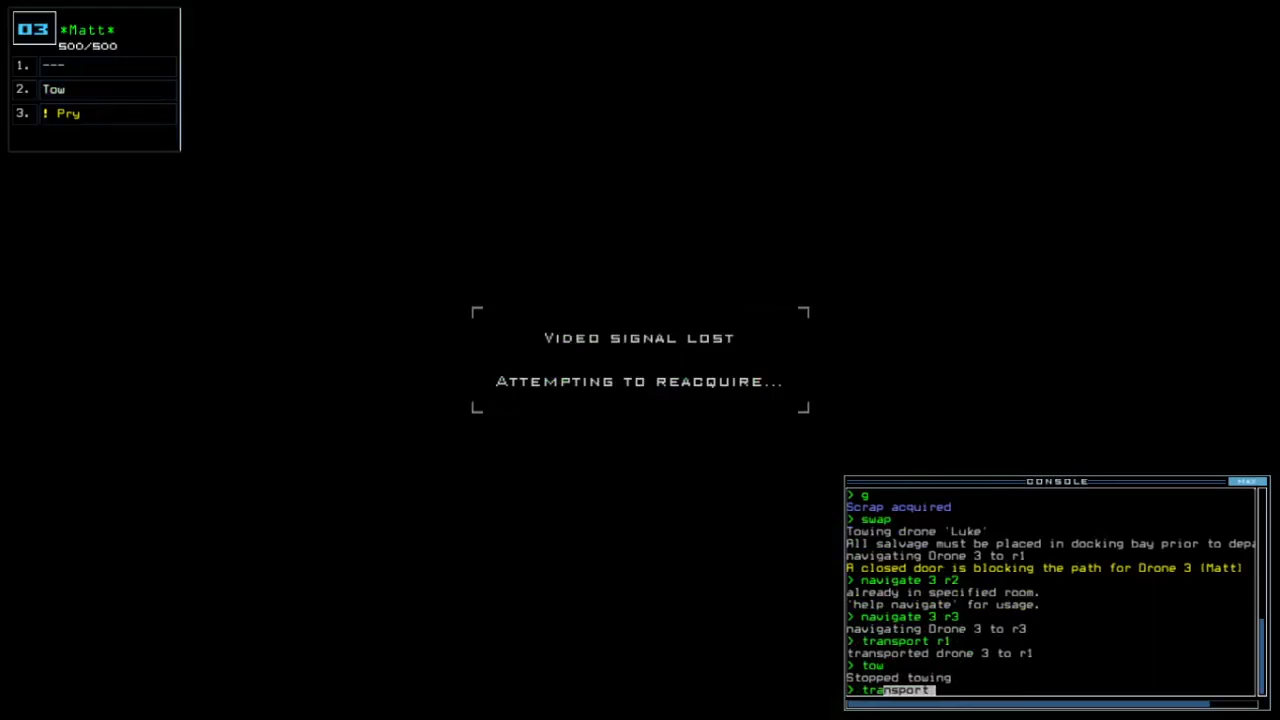 03 *Matt*
500/500
1. ---
2. Tow
3. ! Pry
VIDEO SIGNAL LOST
ATTEMPTING TO REACQUIRE...
CONSOLE
> g
Scrap acquired
> swap
Towing drone 'Luke'
All salvage must be placed in docking bay prior to depa
navigating Drone 3 to r1
A closed door is blocking the path for Drone 3 (Matt)
> navigate 3 r2
already in specified room.
'help navigate' for usage.
> navigate 3 r3
navigating Drone 3 to r3
> transport r1
transported drone 3 to r1
> tow
Stopped towing
> transport